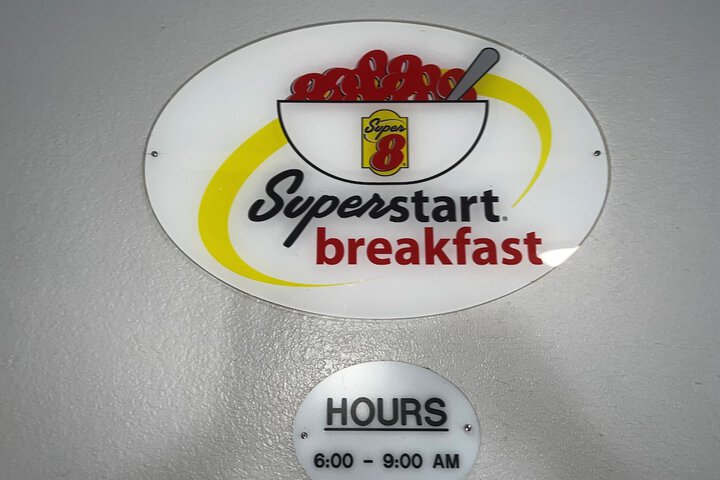 Super
8
Superstart®
breakfast
HOURS
6:00 - 9:00 AM